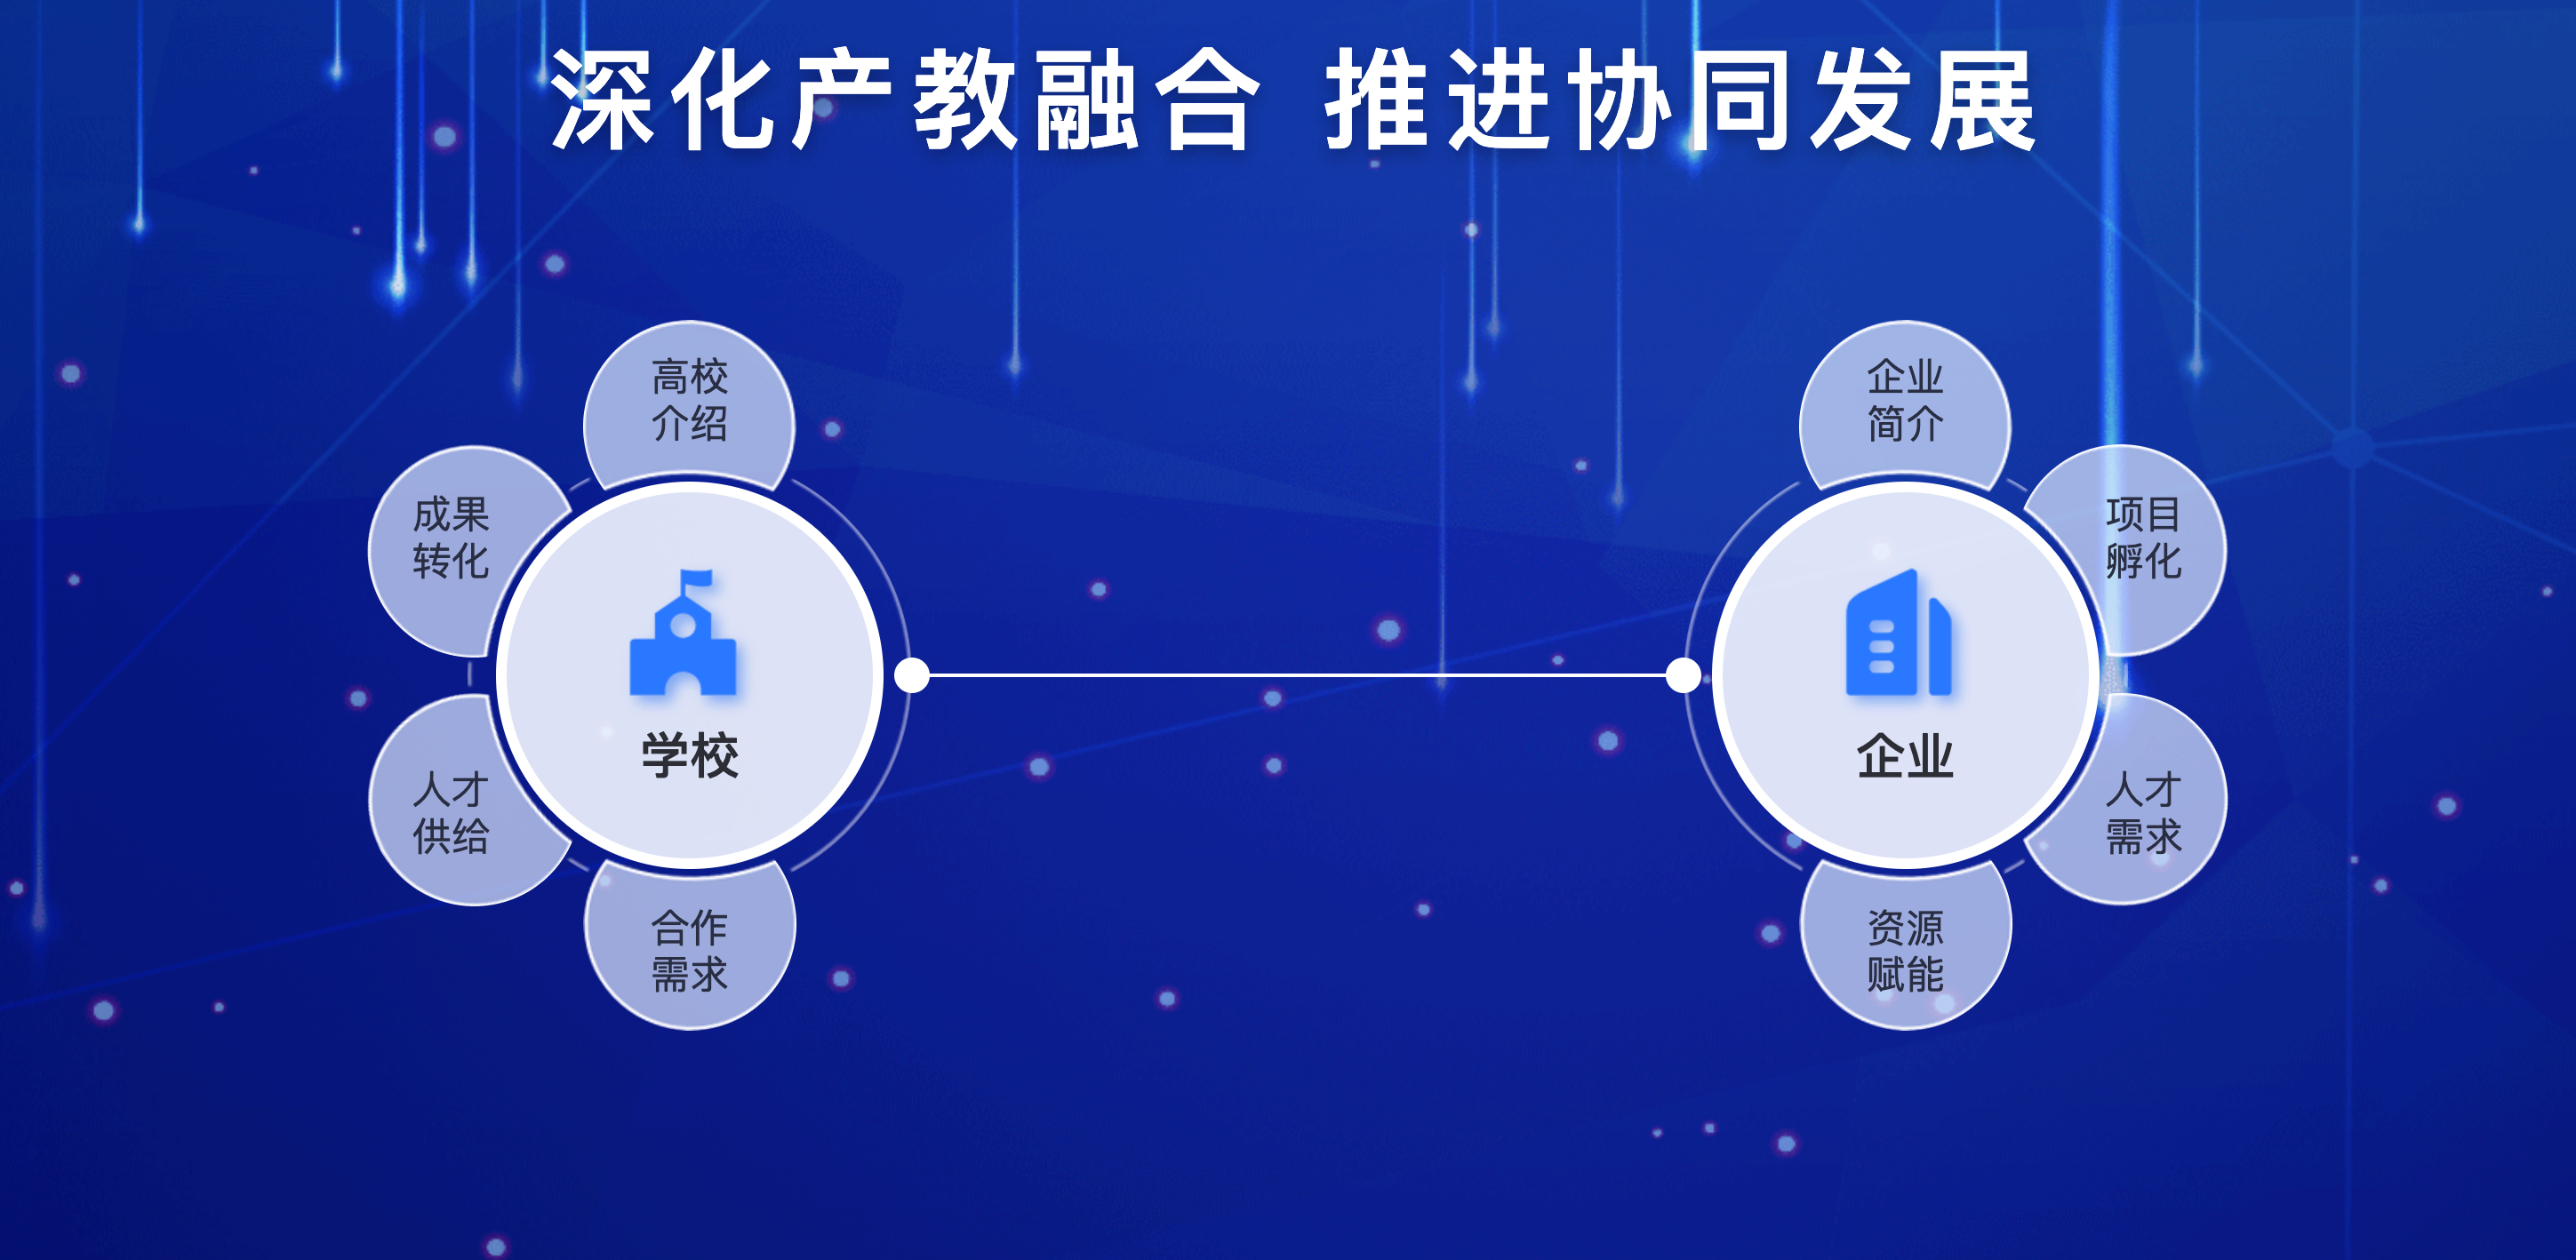 深化产教融合 推进协同发展
高校
介绍
成果
转化
人才
供给
合作
需求
学校
企业
简介
项目
孵化
人才
需求
资源
赋能
企业